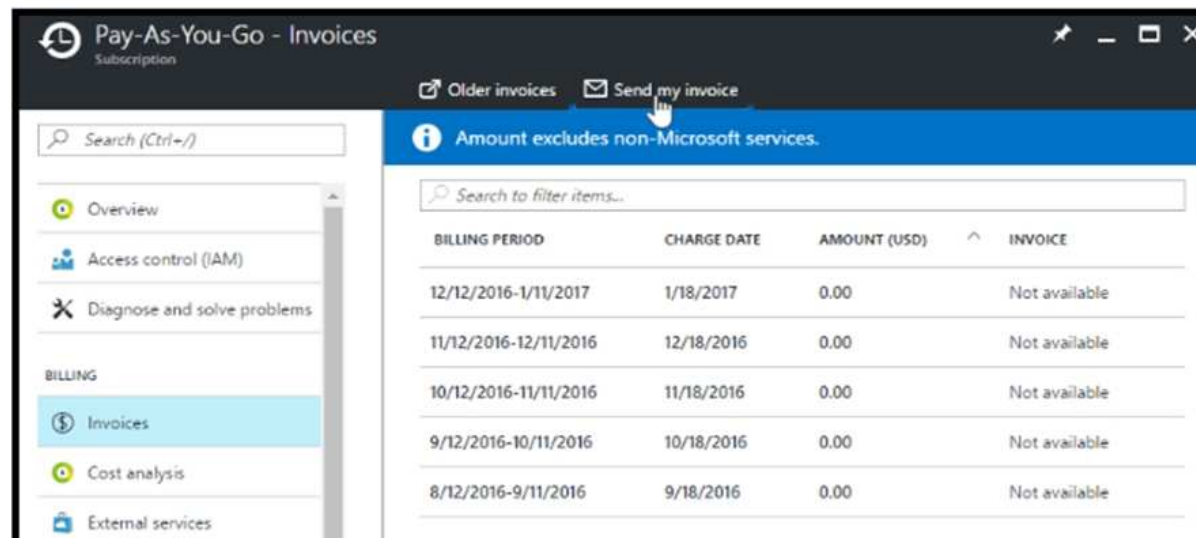 Pay-As-You-Go - Invoices
Subscription
Older invoices Send my invoice
Search (Ctrl+/)
Overview
Access control (IAM)
Diagnose and solve problems
BILLING
Invoices
Cost analysis
External services
Amount excludes non-Microsoft services.
Search to filter items...
BILLING PERIOD CHARGE DATE AMOUNT (USD) INVOICE
12/12/2016-1/11/2017 1/18/2017 0.00 Not available
11/12/2016-12/11/2016 12/18/2016 0.00 Not available
10/12/2016-11/11/2016 11/18/2016 0.00 Not available
9/12/2016-10/11/2016 10/18/2016 0.00 Not available
8/12/2016-9/11/2016 9/18/2016 0.00 Not available